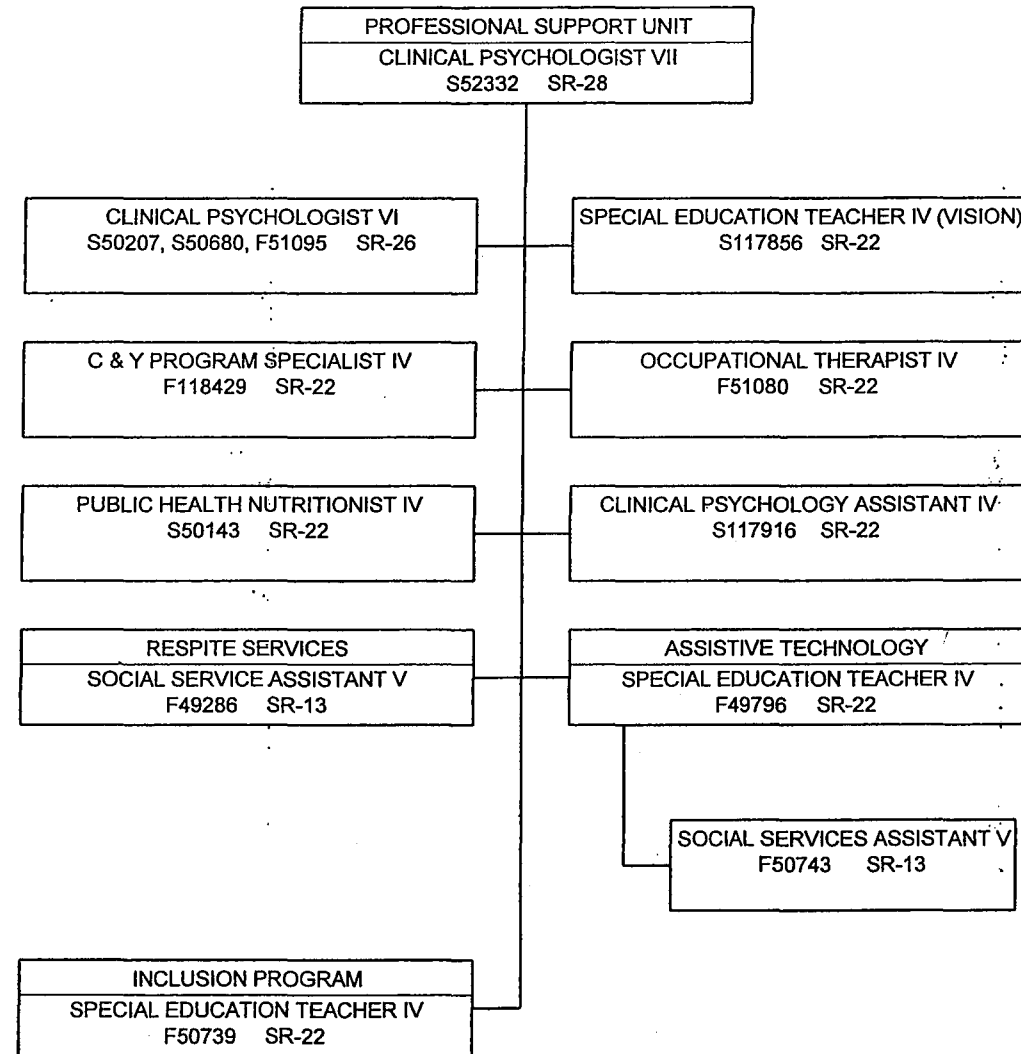 PROFESSIONAL SUPPORT UNIT
CLINICAL PSYCHOLOGIST VII
S52332 SR-28
CLINICAL PSYCHOLOGIST VI
S50207, S50680, F51095 SR-26
SPECIAL EDUCATION TEACHER IV (VISION)
S117856 SR-22
C & Y PROGRAM SPECIALIST IV
F118429 SR-22
OCCUPATIONAL THERAPIST IV
F51080 SR-22
PUBLIC HEALTH NUTRITIONIST IV
S50143 SR-22
CLINICAL PSYCHOLOGY ASSISTANT IV
S117916 SR-22
RESPITE SERVICES
SOCIAL SERVICE ASSISTANT V
F49286 SR-13
ASSISTIVE TECHNOLOGY
SPECIAL EDUCATION TEACHER IV
F49796 SR-22
SOCIAL SERVICES ASSISTANT V
F50743 SR-13
INCLUSION PROGRAM
SPECIAL EDUCATION TEACHER IV
F50739 SR-22